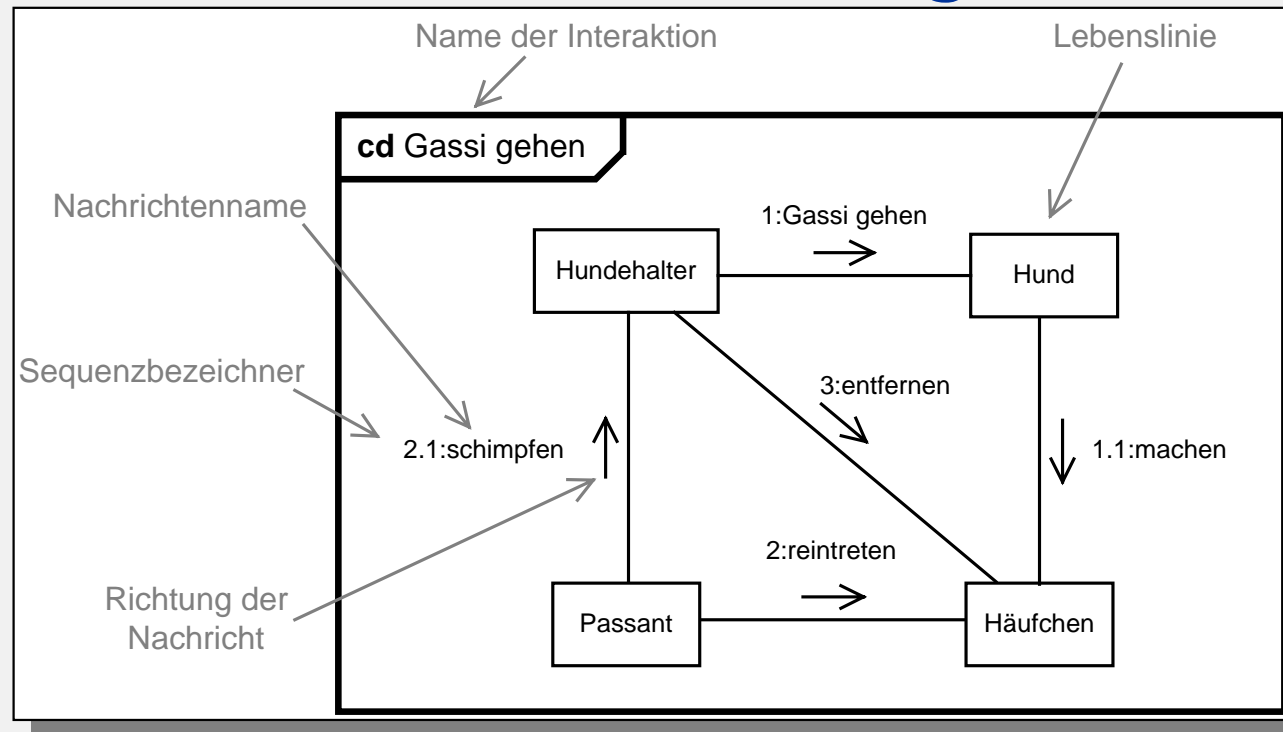 Name der Interaktion
Lebenslinie
cd Gassi gehen
Nachrichtenname
1:Gassi gehen
Hundehalter
Hund
Sequenzbezeichner
3:entfernen
2.1:schimpfen
1.1:machen
2:reintreten
Richtung der
Nachricht
Passant
Häufchen